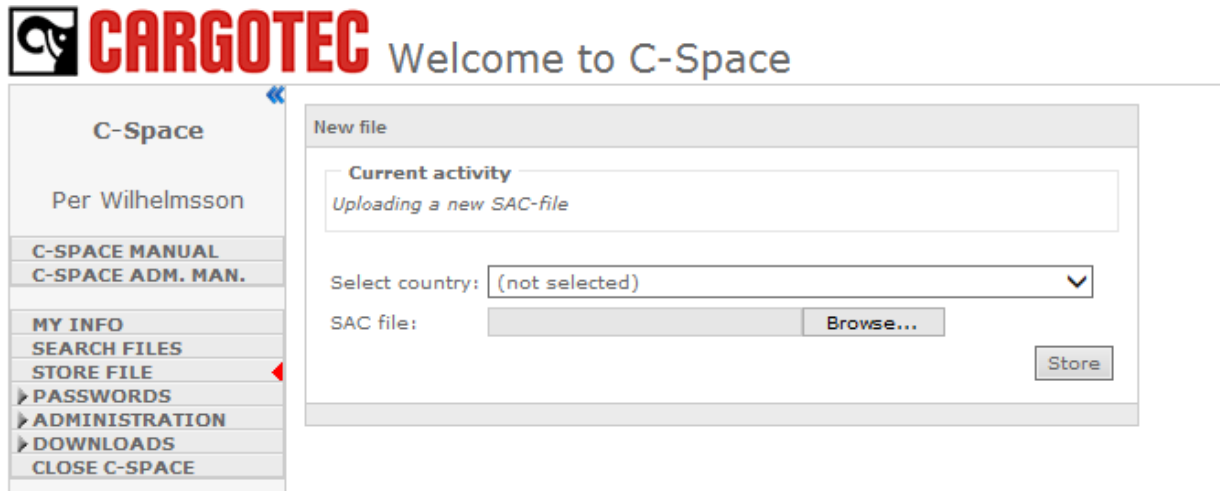 CARGOTEC Welcome to C-Space
C-Space
Per Wilhelmsson
C-SPACE MANUAL
C-SPACE ADM. MAN.
MY INFO
SEARCH FILES
STORE FILE
PASSWORDS
ADMINISTRATION
DOWNLOADS
CLOSE C-SPACE
New file
Current activity
Uploading a new SAC-file
Select country: (not selected)
SAC file: Browse...
Store